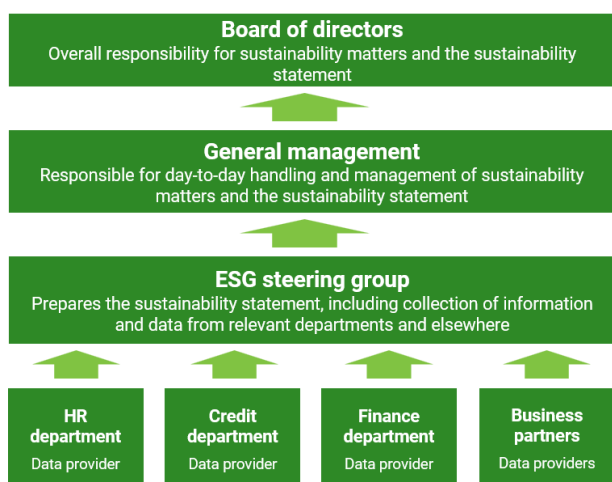 Board of directors
Overall responsibility for sustainability matters and the sustainability
statement
General management
Responsible for day-to-day handling and management of sustainability
matters and the sustainability statement
ESG steering group
Prepares the sustainability statement, including collection of information
and data from relevant departments and elsewhere
HR
department
Data provider
Credit
department
Data provider
Finance
department
Data provider
Business
partners
Data providers